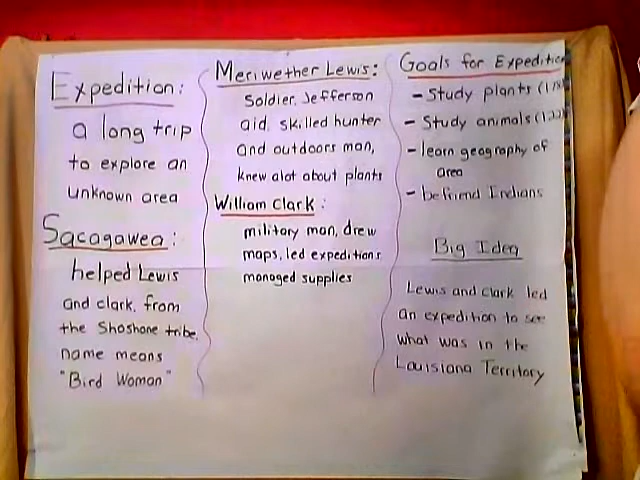 Expedition:
a long trip
to explore an
unknown area
Sacagawea:
helped Lewis
and clark. from
the Shoshone tribe.
name means
"Bird Woman"
Meriwether Lewis:
Soldier, Jefferson
aid, skilled hunter
and outdoors man,
knew alot about plants
William Clark:
military man, drew
maps, led expeditions
managed supplies
Goals for Expedition
- Study plants
- Study animals (122)
- learn geography of
area
- befriend Indians
Big Idea
Lewis and clark led
an expedition to see
what was in the
Louisiana Territory